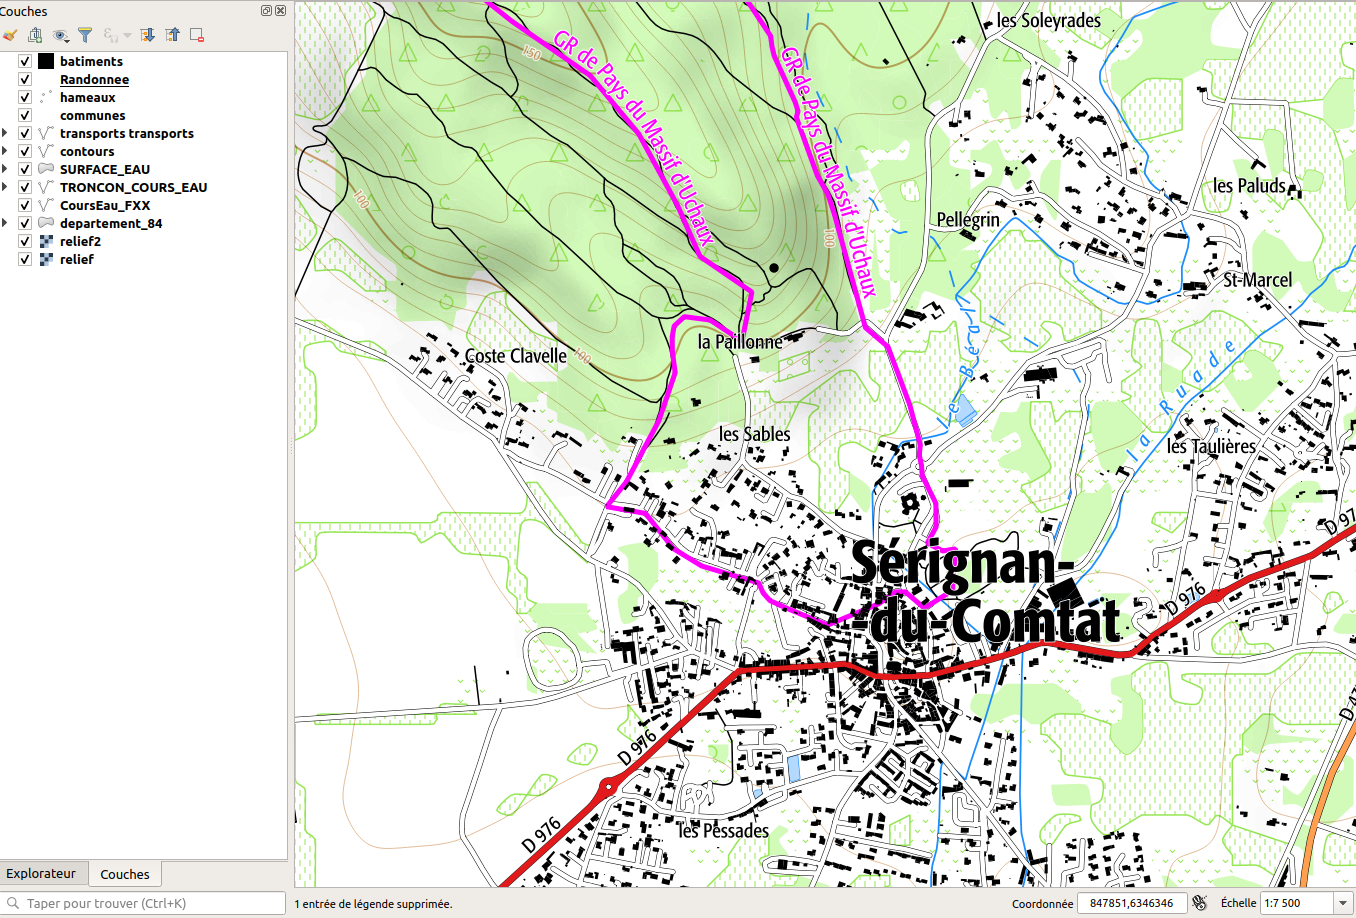 Couches
batiments
Randonnee
hameaux
communes
transports transports
contours
SURFACE_EAU
TRONCON_COURS_EAU
CoursEau_FXX
departement_84
relief2
relief
Explorateur
Couches
Taper pour trouver (Ctrl+K)
1 entrée de légende supprimée.
Coordonnée
847851,6346346
Échelle
1:7 500
les Soleyrades
150
GR de Pays du Massif d'Uchaux
GR de Pays du Massif d'Uchaux
les Paluds
100
Pellegrin
100
St-Marcel
la Paillonne
Coste Clavelle
100
le Béal
la Ruade
les Sables
les Taulières
D 97
Sérignan-
-du-Comtat
D 976
D 976
D 4
D 976
les Pessades